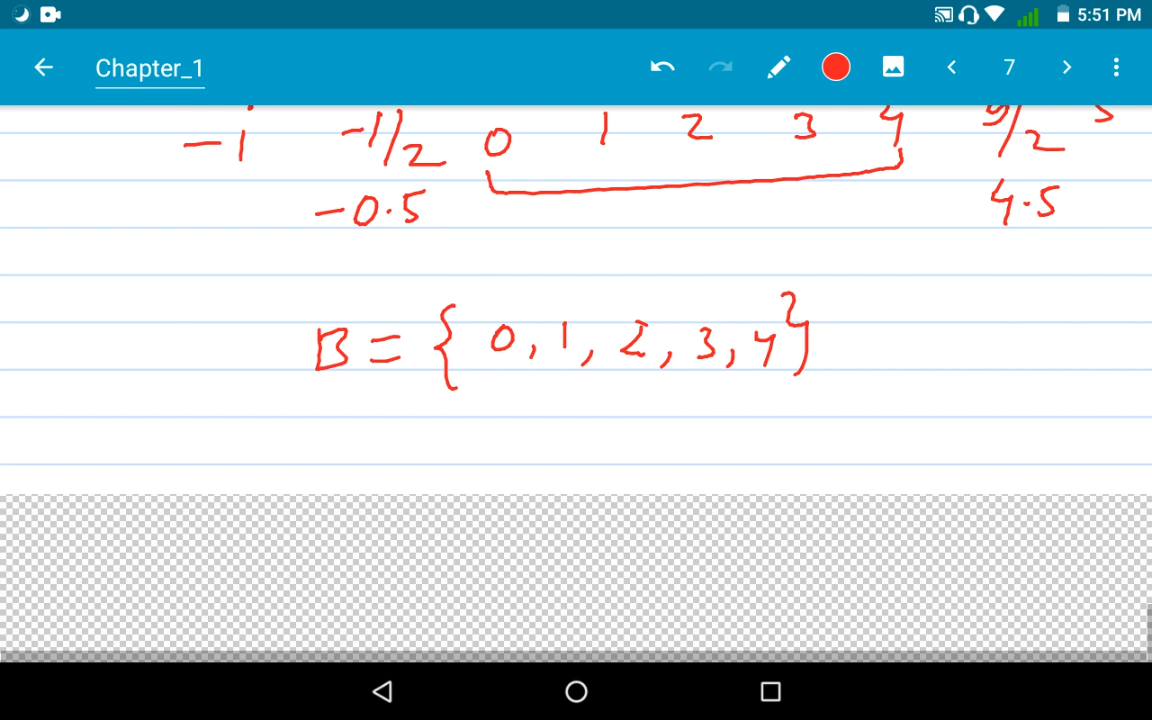 5:51 PM
Chapter_1
7
-1 -1/2 0 1 2 3 4 9/2 5
-0.5 4.5
B = { 0, 1, 2, 3, 4 }